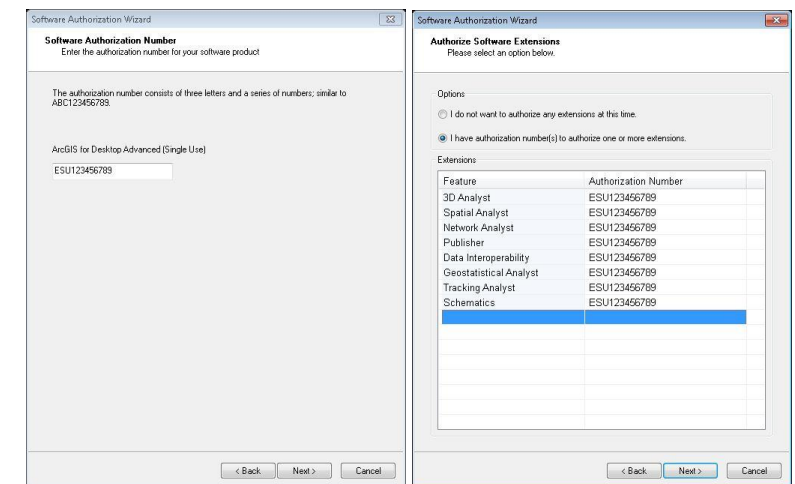 Software Authorization Wizard
Software Authorization Number
Enter the authorization number for your software product
The authorization number consists of three letters and a series of numbers; similar to
ABC123456789.
ArcGIS for Desktop Advanced (Single Use)
ESU123456789
< Back Next > Cancel
Software Authorization Wizard
Authorize Software Extensions
Please select an option below.
Options
I do not want to authorize any extensions at this time.
I have authorization number(s) to authorize one or more extensions.
Extensions
Feature Authorization Number
3D Analyst ESU123456789
Spatial Analyst ESU123456789
Network Analyst ESU123456789
Publisher ESU123456789
Data Interoperability ESU123456789
Geostatistical Analyst ESU123456789
Tracking Analyst ESU123456789
Schematics ESU123456789
< Back Next > Cancel